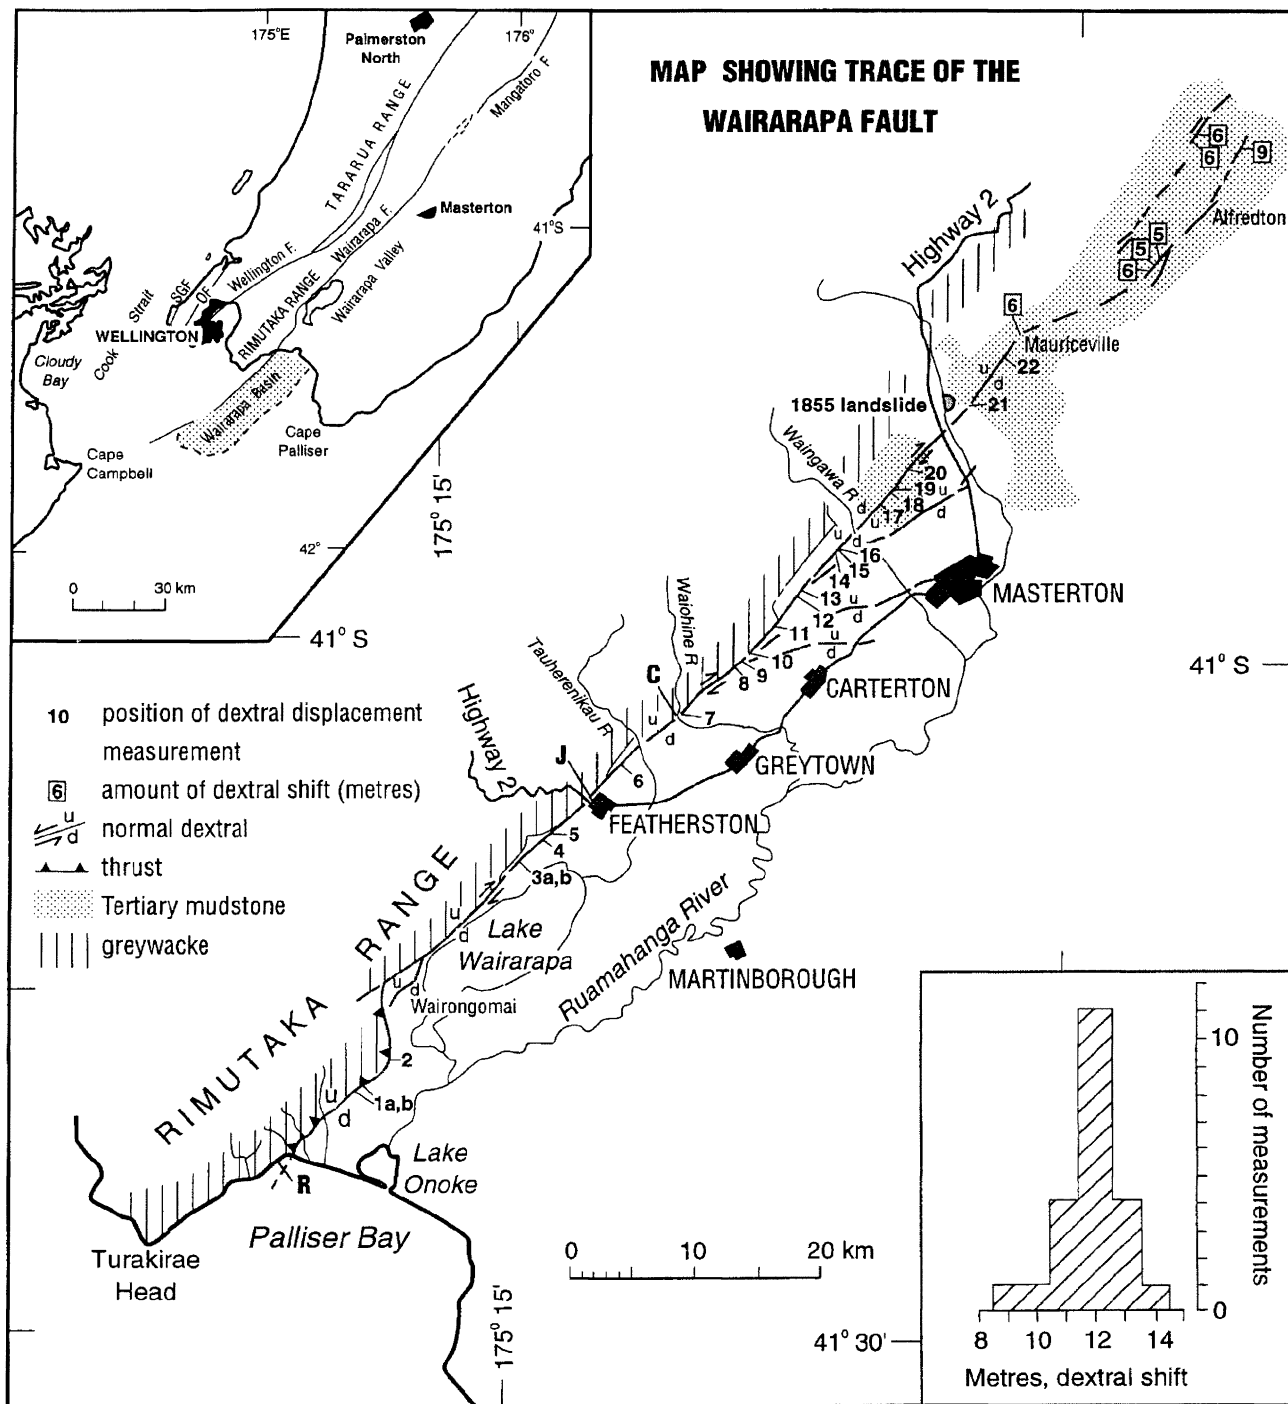 MAP SHOWING TRACE OF THE
WAIRARAPA FAULT
175°E
176°
Palmerston
North
TARARUA RANGE
Mangatoro F
Masterton
41°S
Wellington F.
Wairarapa F.
Wairarapa Valley
RIMUTAKA RANGE
SGF
OF
WELLINGTON
Cook Strait
Cloudy
Bay
Wairarapa Basin
Cape
Palliser
Cape
Campbell
42°
0 30 km
175° 15'
41° S
Highway 2
6
6
9
Alfredton
5
5
6
6
Mauriceville
22
u
d
21
1855 landslide
Waingawa R
20
19
18
17
u
d
d
u
u
d
16
15
14
13
12
11
10
9
8
7
u
d
u
d
MASTERTON
41° S
Waiohine R
Tauherenikau R
C
CARTERTON
GREYTOWN
u
d
Highway 2
J
6
FEATHERSTON
5
4
3a,b
10 position of dextral displacement
measurement
6 amount of dextral shift (metres)
u
d
normal dextral
thrust
Tertiary mudstone
greywacke
RIMUTAKA RANGE
u
d
Lake
Wairarapa
Ruamahanga River
MARTINBOROUGH
u
d
Wairongomai
2
1a,b
u
d
R
Lake
Onoke
Palliser Bay
Turakirae
Head
0 10 20 km
175° 15'
41° 30'
10
0
Number of measurements
8 10 12 14
Metres, dextral shift